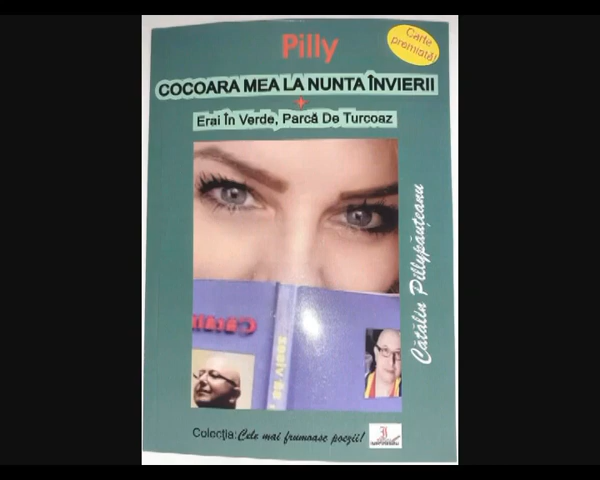 Pilly
Carte
premiată!
COCOARA MEA LA NUNTA ÎNVIERII
Erai În Verde, Parcă De Turcoaz
Cătălin Pillypăuțeanu
Colecţia: Cele mai frumoase poezii!